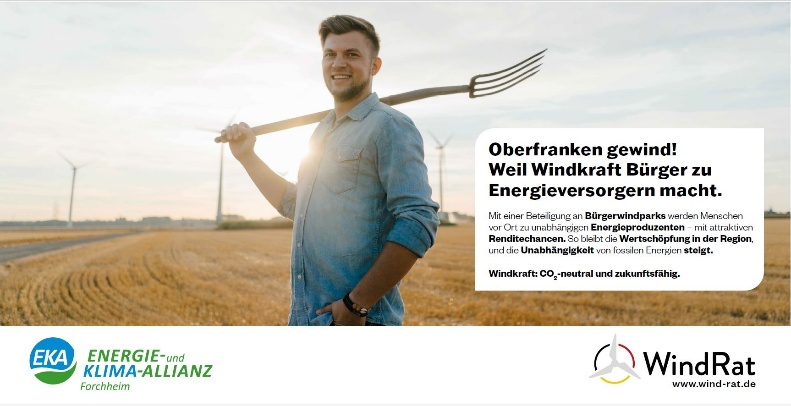 Oberfranken gewind!
Weil Windkraft Bürger zu
Energieversorgern macht.
Mit einer Beteiligung an Bürgerwindparks werden Menschen
vor Ort zu unabhängigen Energieproduzenten – mit attraktiven
Renditechancen. So bleibt die Wertschöpfung in der Region,
und die Unabhängigkeit von fossilen Energien steigt.
Windkraft: CO₂-neutral und zukunftsfähig.
EKA ENERGIE-und
KLIMA-ALLIANZ
Forchheim
WindRat
www.wind-rat.de